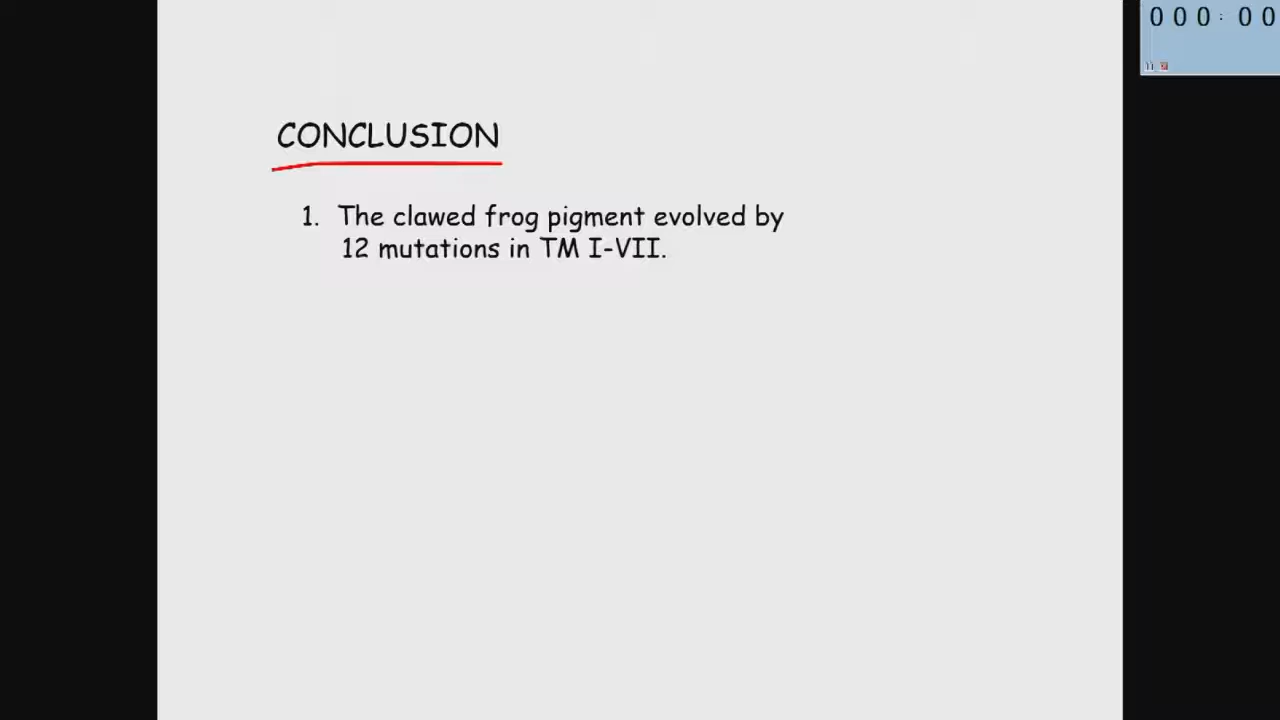 000:00
CONCLUSION
1. The clawed frog pigment evolved by
12 mutations in TM I-VII.